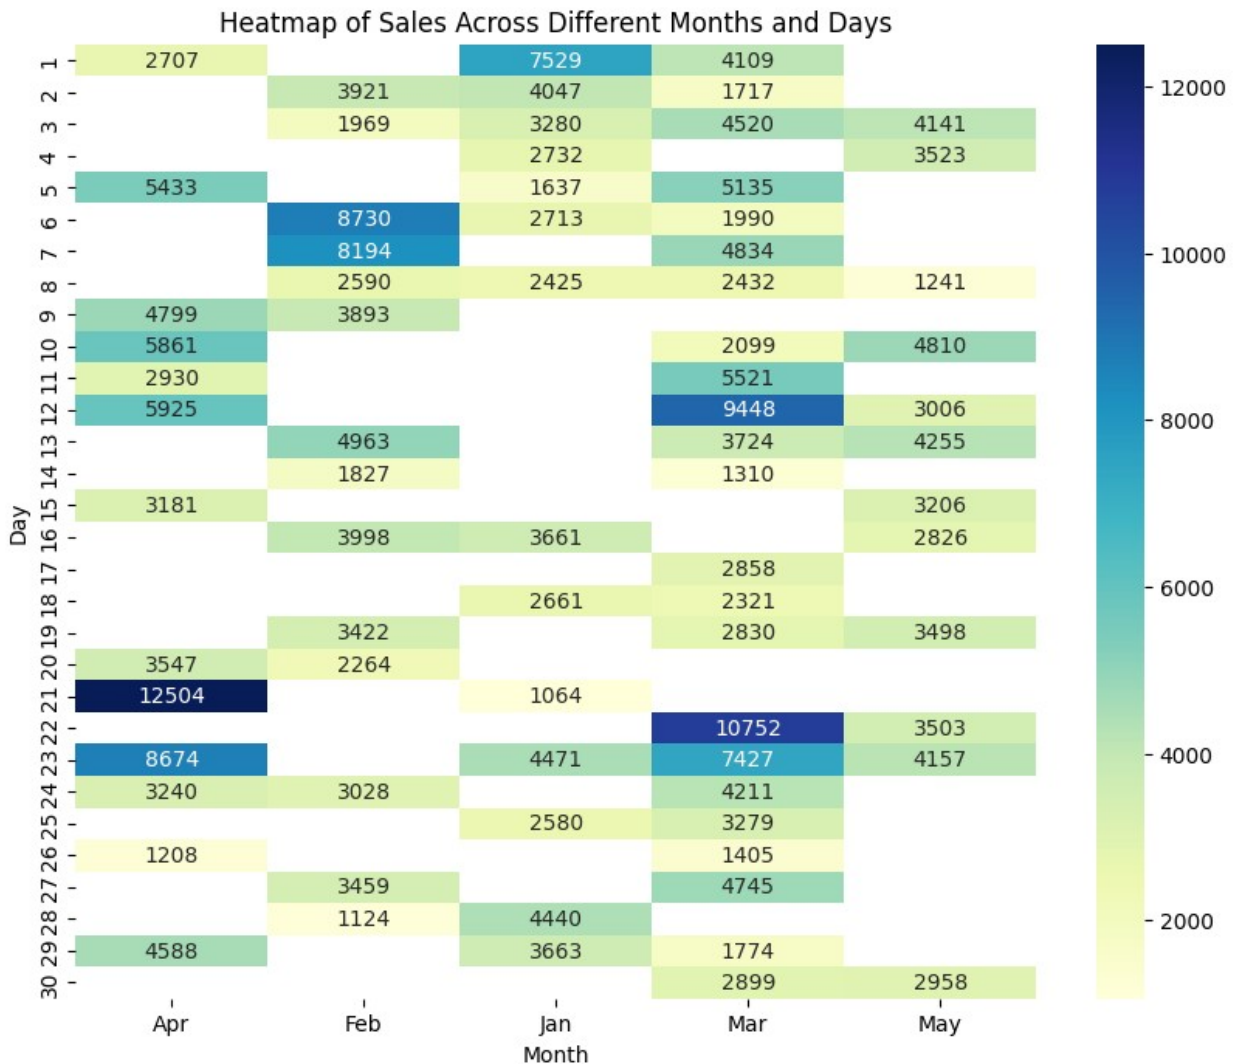 Heatmap of Sales Across Different Months and Days
1 2707 7529 4109
2 3921 4047 1717
3 1969 3280 4520 4141
4 2732 3523
5 5433 1637 5135
6 8730 2713 1990
7 8194 4834
8 2590 2425 2432 1241
9 4799 3893
10 5861 2099 4810
11 2930 5521
12 5925 9448 3006
13 4963 3724 4255
14 1827 1310
15 3181 3206
16 3998 3661 2826
17 2858
18 2661 2321
19 3422 2830 3498
20 3547 2264
21 12504 1064
22 10752 3503
23 8674 4471 7427 4157
24 3240 3028 4211
25 2580 3279
26 1208 1405
27 3459 4745
28 1124 4440
29 4588 3663 1774
30 2899 2958
Day
Apr Feb Jan Mar May
Month
12000
10000
8000
6000
4000
2000